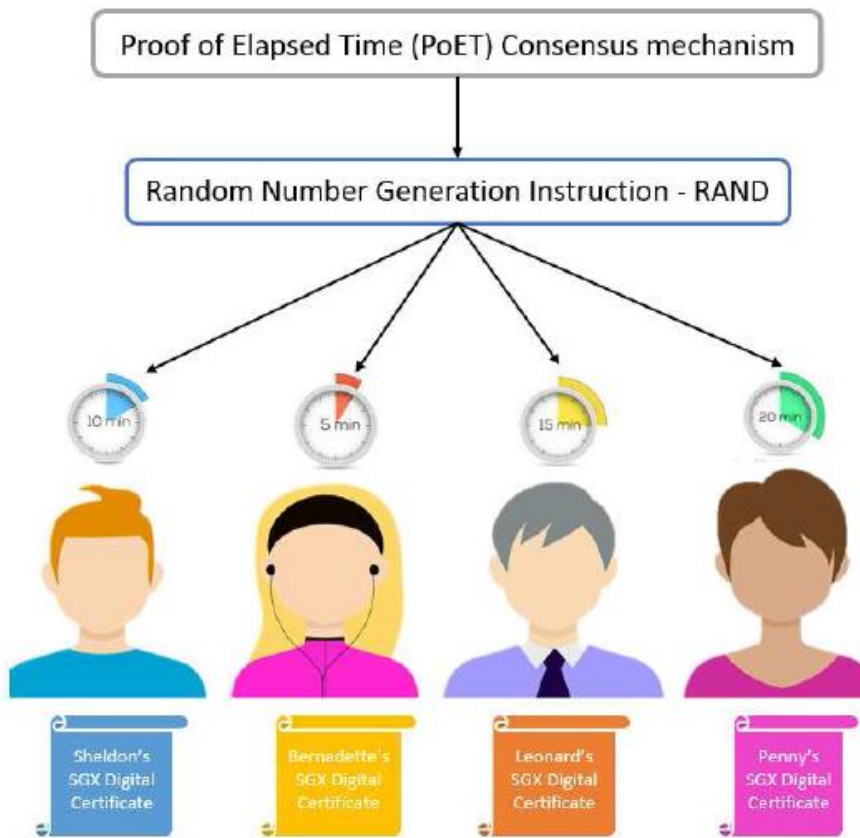 Proof of Elapsed Time (PoET) Consensus mechanism
Random Number Generation Instruction - RAND
10 min
5 min
15 min
20 min
Sheldon's
SGX Digital
Certificate
Bernadette's
SGX Digital
Certificate
Leonard's
SGX Digital
Certificate
Penny's
SGX Digital
Certificate